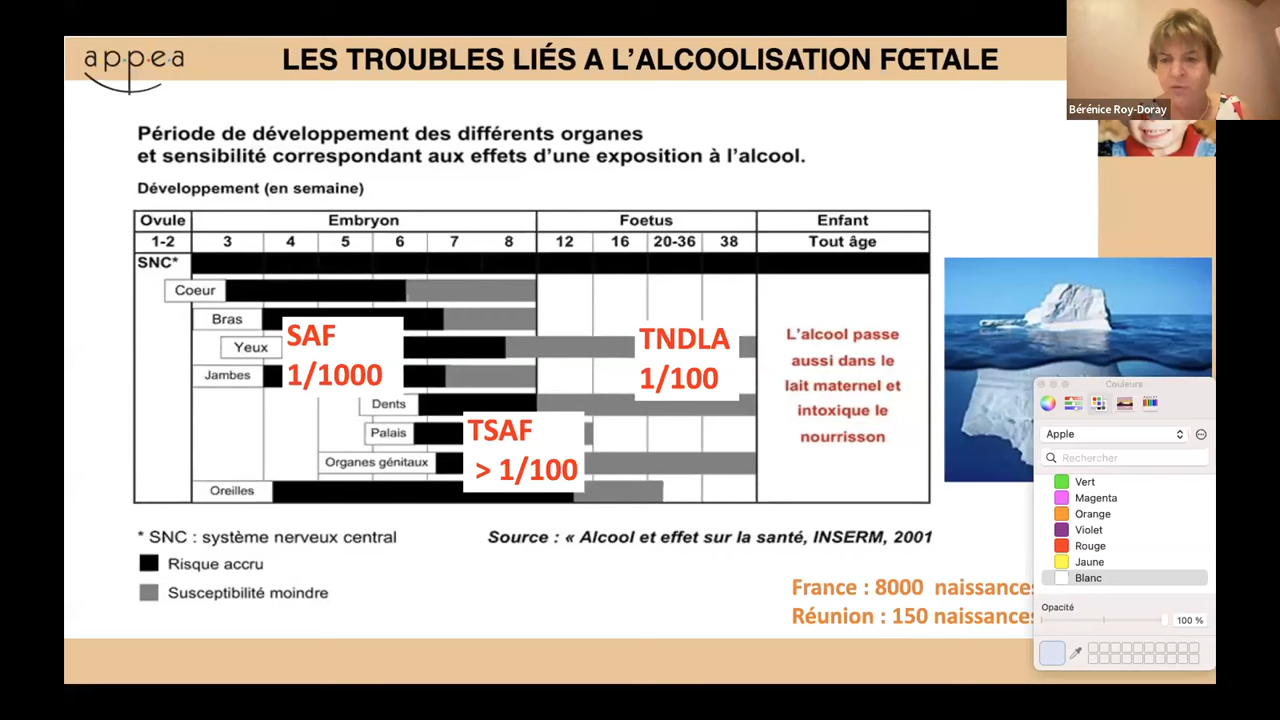 appea
LES TROUBLES LIÉS A L'ALCOOLISATION FŒTALE
Bérénice Roy-Doray
Période de développement des différents organes
et sensibilité correspondant aux effets d'une exposition à l'alcool.
Développement (en semaine)
Ovule Embryon Foetus Enfant
1-2 3 4 5 6 7 8 12 16 20-36 38 Tout âge
SNC*
Coeur
Bras
Yeux
Jambes
Dents
Palais
Organes génitaux
Oreilles
SAF
1/1000
TSAF
> 1/100
TNDLA
1/100
L'alcool passe
aussi dans le
lait maternel et
intoxique le
nourrisson
* SNC : système nerveux central
Source : « Alcool et effet sur la santé, INSERM, 2001
Risque accru
Susceptibilité moindre
France : 8000 naissances
Réunion : 150 naissances
Couleurs
Apple
Rechercher
Vert
Magenta
Orange
Violet
Rouge
Jaune
Blanc
Opacité
100 %